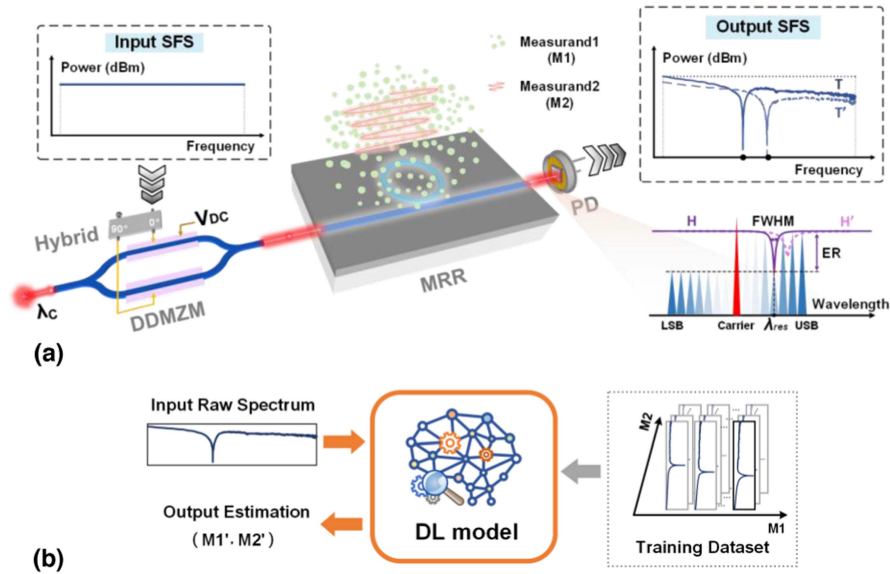 Input SFS
Power (dBm)
Frequency
Measurand1
(M1)
Measurand2
(M2)
Output SFS
Power (dBm)
T
T'
Frequency
Hybrid
90°
0°
VDC
λC
DDMZM
MRR
PD
H
FWHM
H'
ER
Wavelength
LSB
Carrier
λres
USB
(a)
Input Raw Spectrum
Output Estimation
(M1', M2')
DL model
M2
M1
Training Dataset
(b)